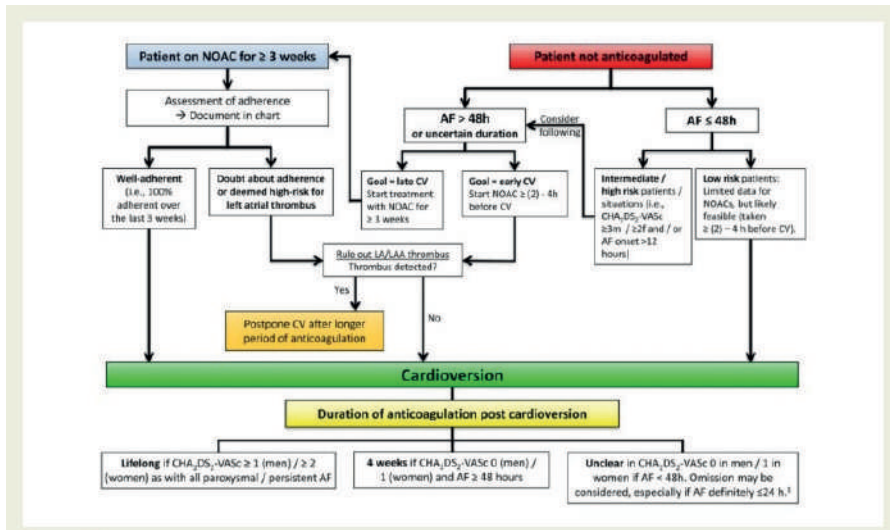 Patient on NOAC for ≥ 3 weeks
Patient not anticoagulated
Assessment of adherence
→ Document in chart
AF > 48h
or uncertain duration
Consider
following
AF ≤ 48h
Well-adherent
(i.e., 100%
adherent over
the last 3 weeks)
Doubt about adherence
or deemed high-risk for
left atrial thrombus
Goal = late CV
Start treatment
with NOAC for
≥ 3 weeks
Goal = early CV
Start NOAC ≥ (2) - 4h
before CV
Intermediate /
high risk patients /
situations (i.e.,
CHA₂DS₂-VASc
≥3m / ≥2f and / or
AF onset >12
hours)
Low risk patients:
Limited data for
NOACs, but likely
feasible (taken
≥ (2) – 4 h before CV).
Rule out LA/LAA thrombus
Thrombus detected?
Yes
No
Postpone CV after longer
period of anticoagulation
Cardioversion
Duration of anticoagulation post cardioversion
Lifelong if CHA₂DS₂-VASc ≥ 1 (men) / ≥ 2
(women) as with all paroxysmal / persistent AF
4 weeks if CHA₂DS₂-VASc 0 (men) /
1 (women) and AF ≥ 48 hours
Unclear in CHA₂DS₂-VASc 0 in men / 1 in
women if AF < 48h. Omission may be
considered, especially if AF definitely ≤24 h.